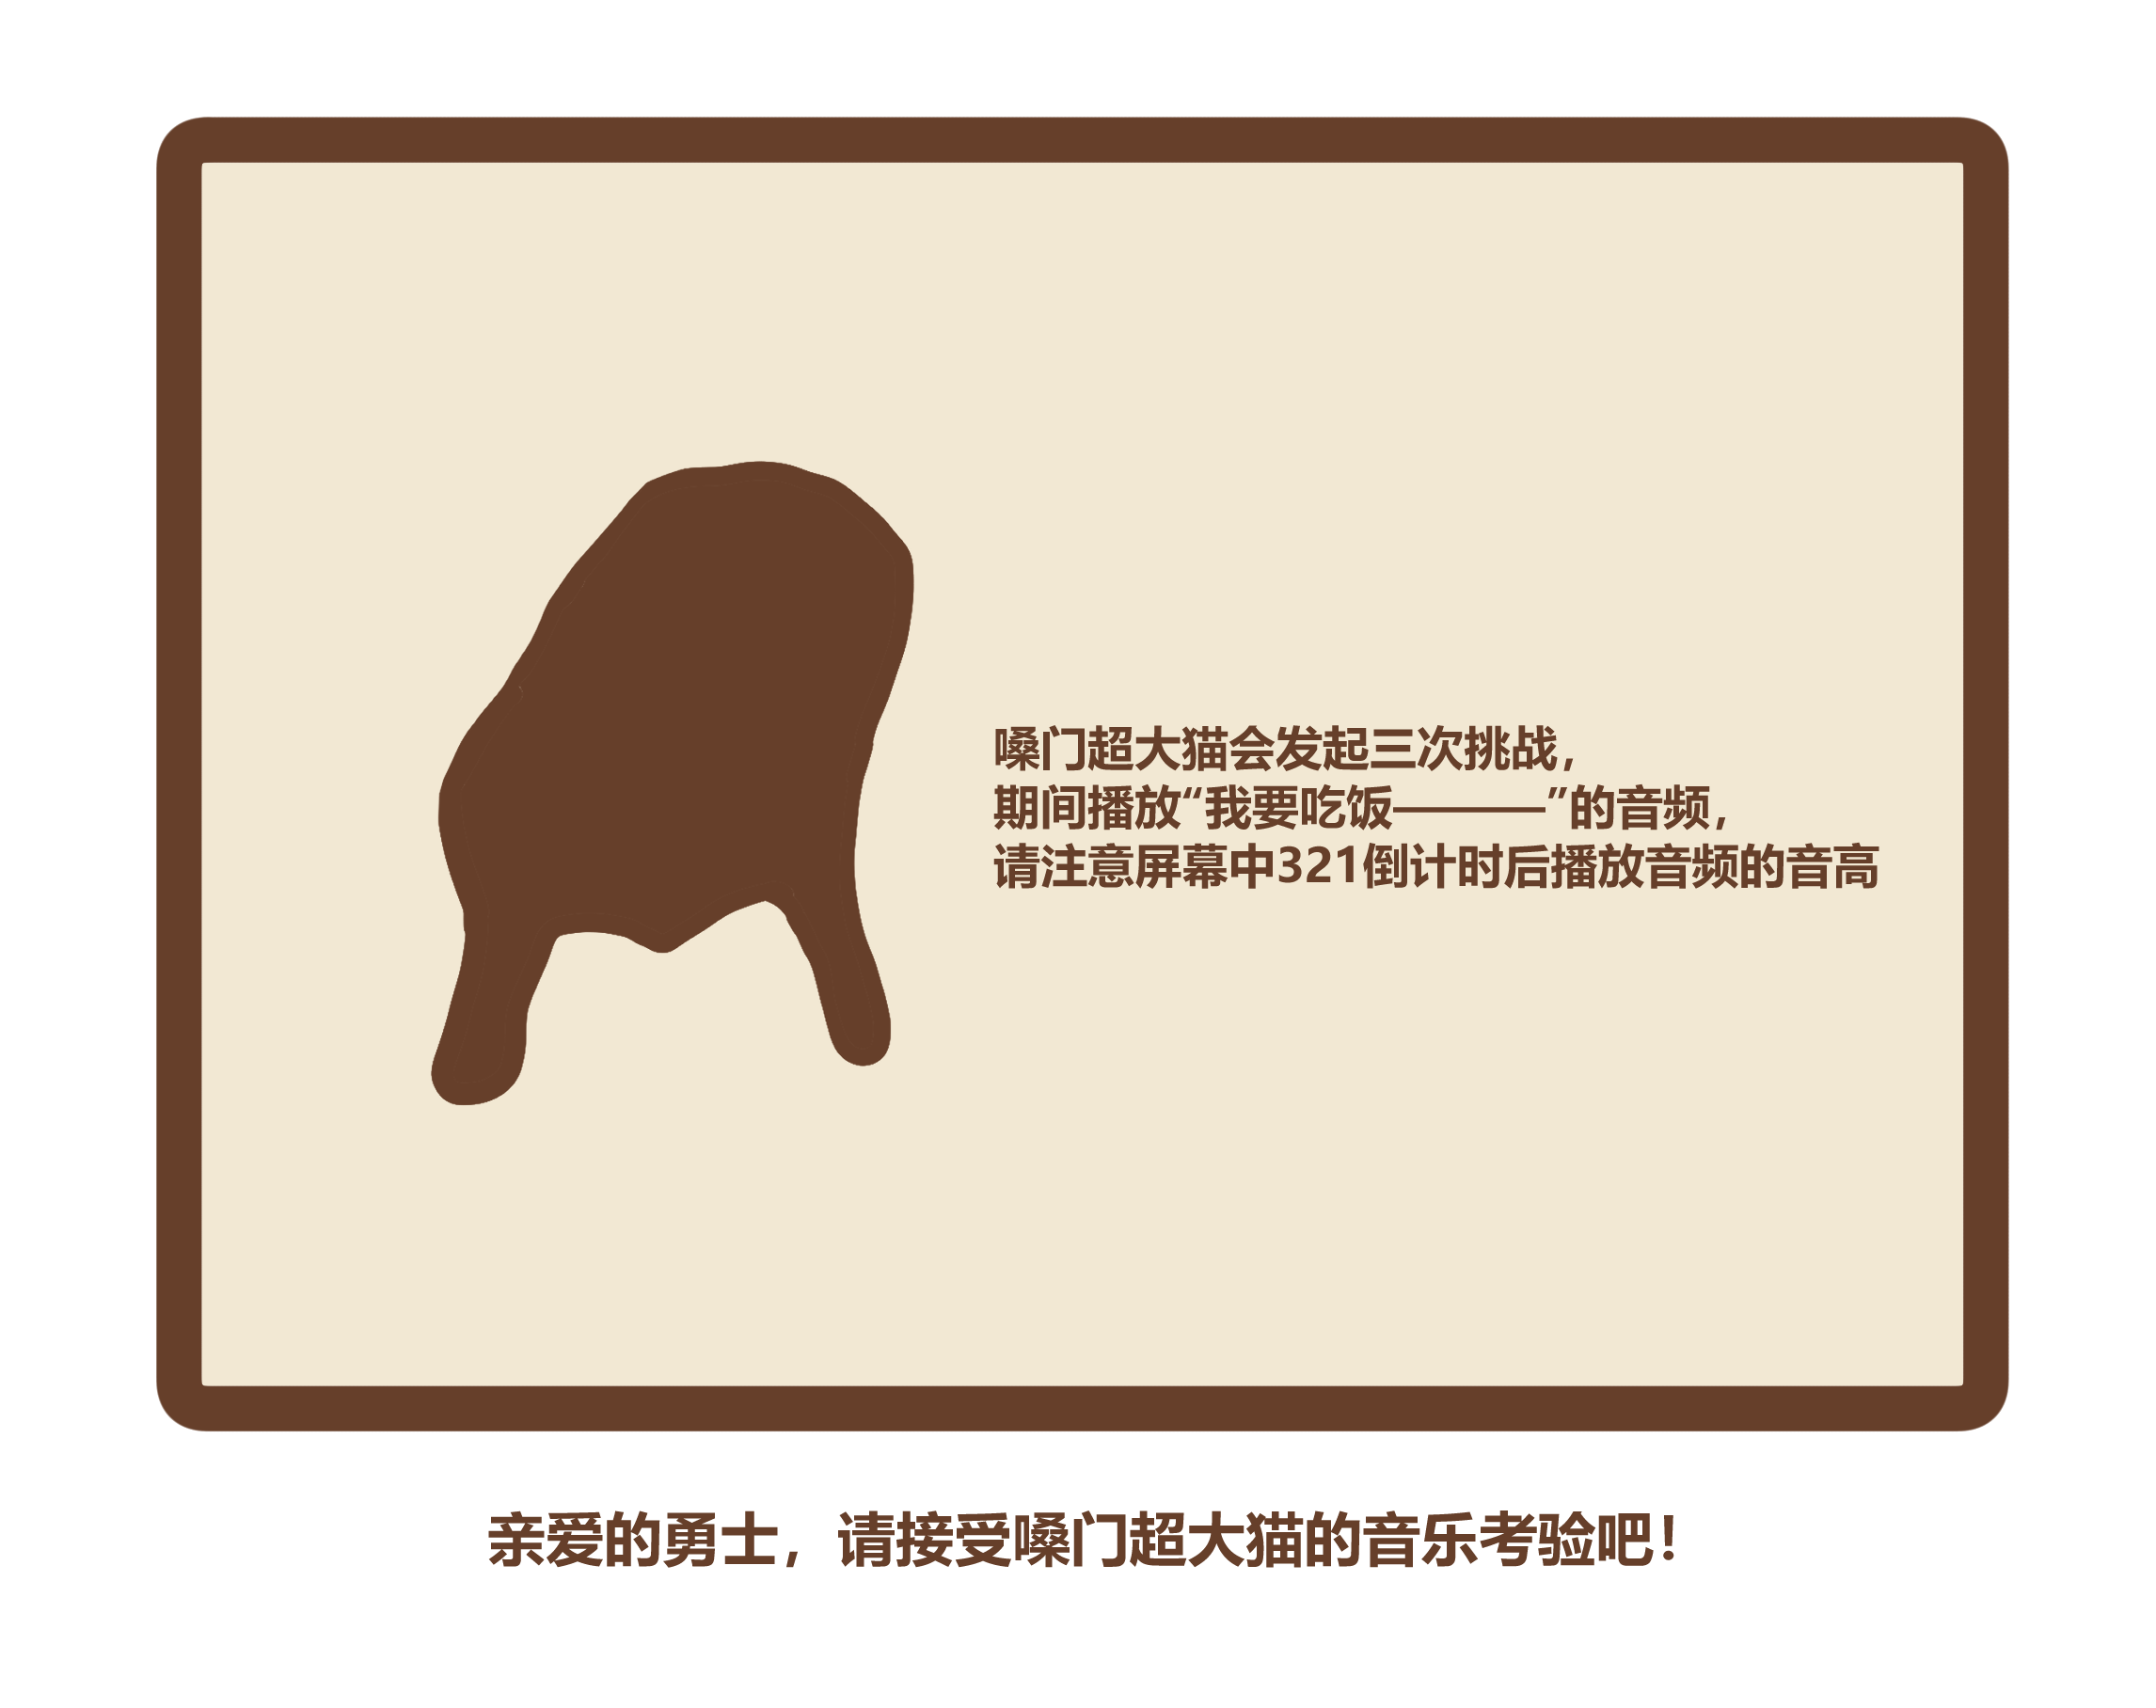 嗓门超大猫会发起三次挑战，
期间播放“我要吃饭————”的音频，
请注意屏幕中321倒计时后播放音频的音高
亲爱的勇士，请接受嗓门超大猫的音乐考验吧！